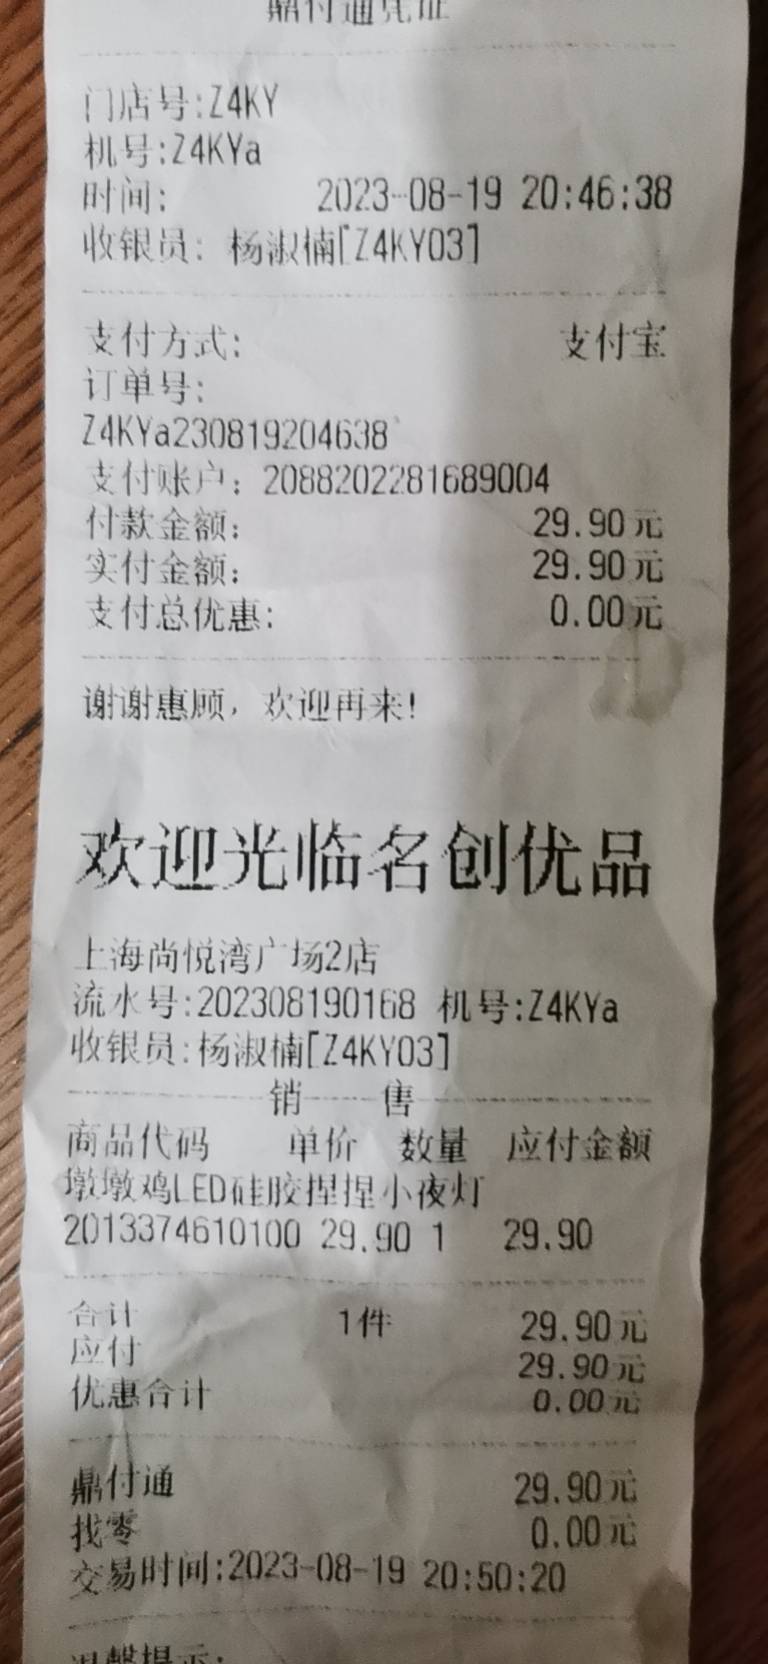 鼎付通凭证
门店号:Z4KY
机号:Z4KYa
时间: 2023-08-19 20:46:38
收银员: 杨淑楠[Z4KY03]
支付方式: 支付宝
订单号:
Z4KYa230819204638
支付账户: 2088202281689004
付款金额: 29.90元
实付金额: 29.90元
支付总优惠: 0.00元
谢谢惠顾，欢迎再来!
欢迎光临名创优品
上海尚悦湾广场2店
流水号:202308190168 机号:Z4KYa
收银员:杨淑楠[Z4KY03]
销 售
商品代码 单价 数量 应付金额
墩墩鸡LED硅胶捏捏小夜灯
2013374610100 29.90 1 29.90
合计 1件 29.90元
应付 29.90元
优惠合计 0.00元
鼎付通 29.90元
找零 0.00元
交易时间:2023-08-19 20:50:20
温馨提示: